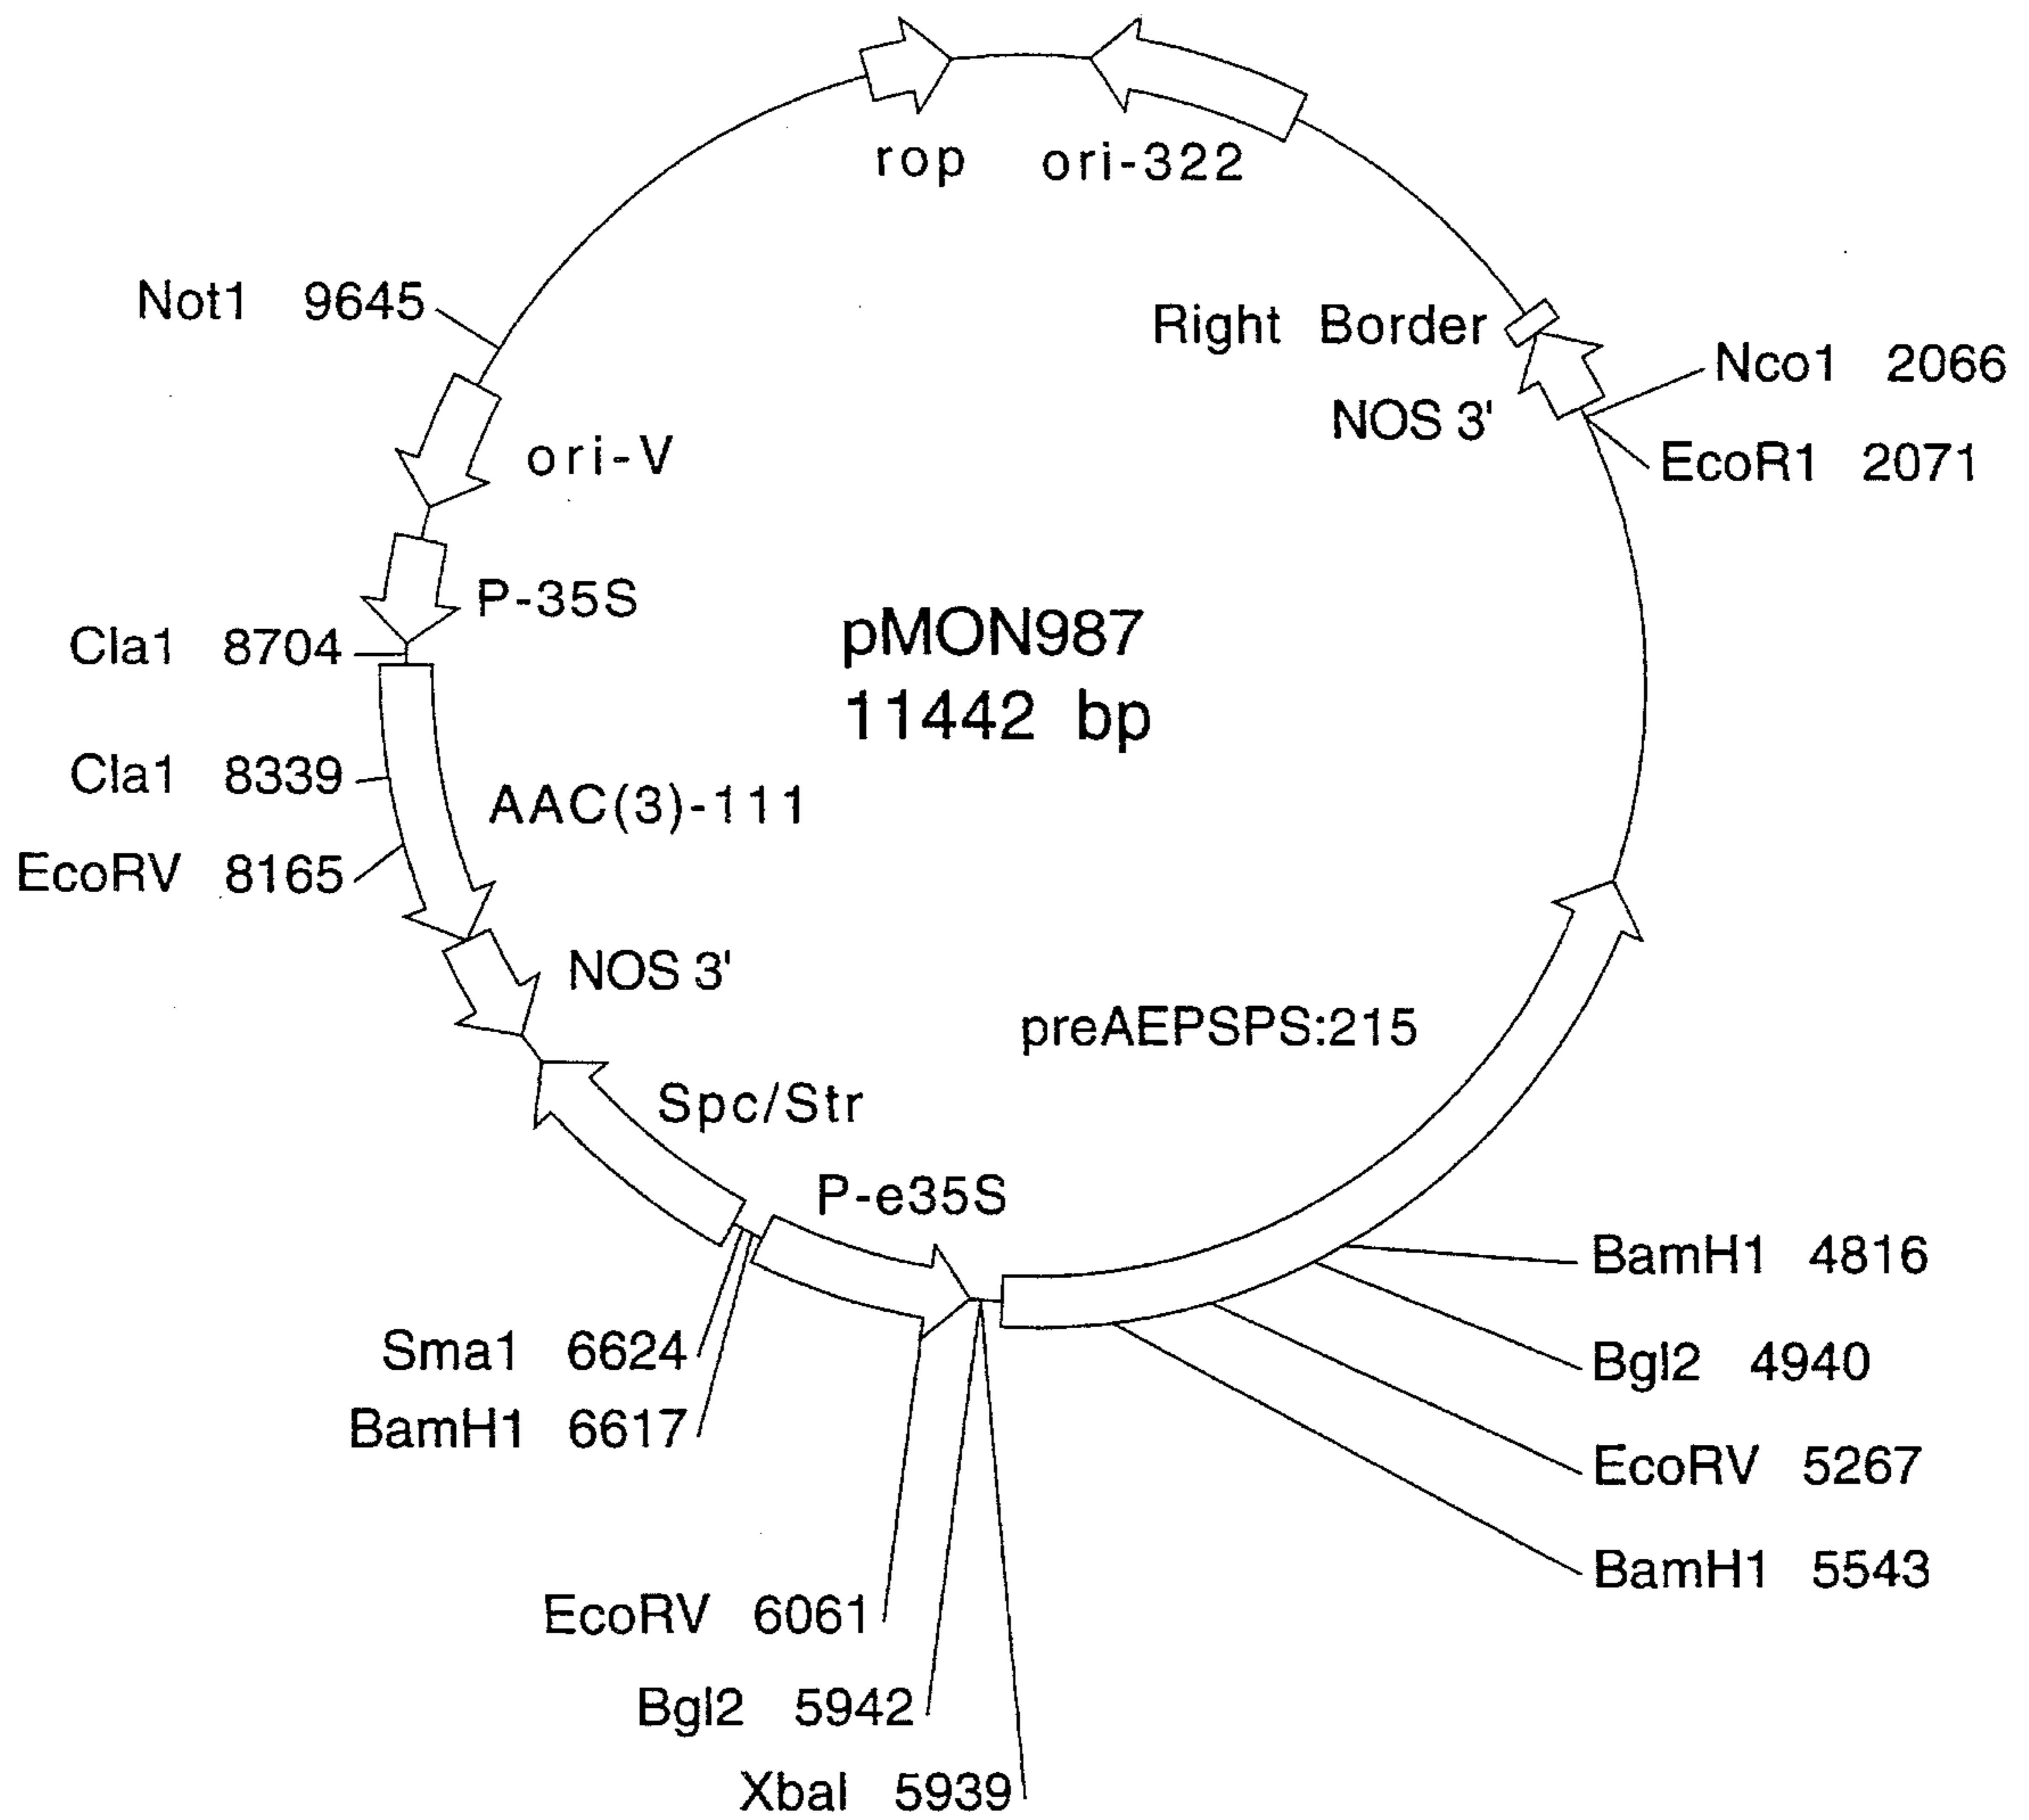 rop ori-322
Not1 9645
Right Border
Nco1 2066
NOS 3'
EcoR1 2071
ori-V
P-35S
pMON987
11442 bp
Cla1 8704
Cla1 8339
AAC(3)-111
EcoRV 8165
NOS 3'
preAEPSPS:215
Spc/Str
P-e35S
BamH1 4816
Sma1 6624
Bgl2 4940
BamH1 6617
EcoRV 5267
BamH1 5543
EcoRV 6061
Bgl2 5942
XbaI 5939